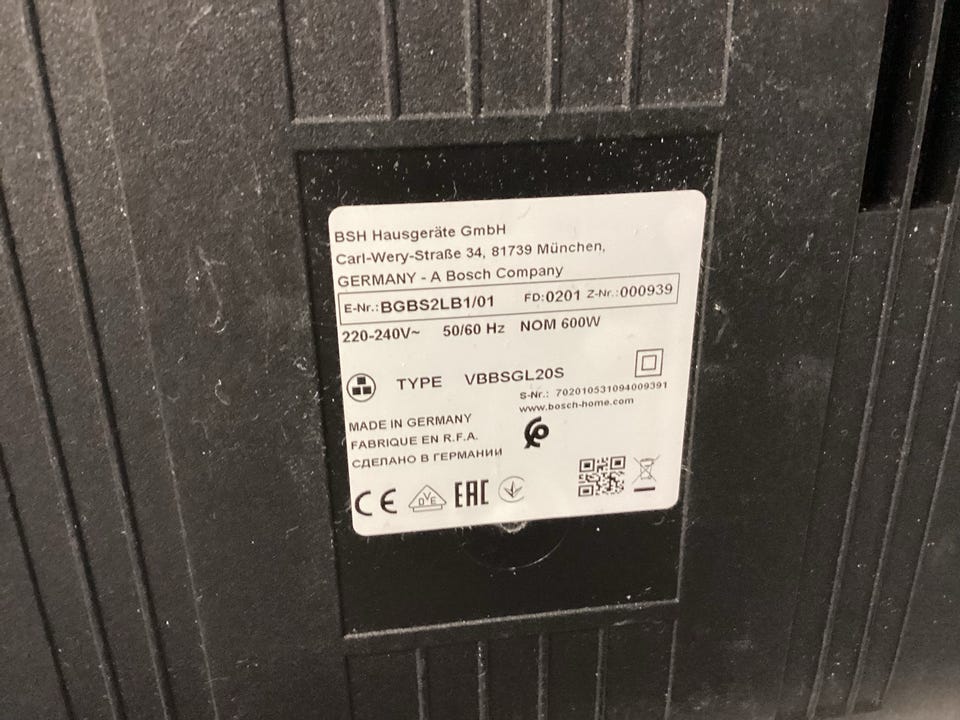 BSH Hausgeräte GmbH
Carl-Wery-Straße 34, 81739 München,
GERMANY - A Bosch Company
E-Nr.: BGBS2LB1/01 FD: 0201 Z-Nr.: 000939
220-240V~ 50/60 Hz NOM 600W
TYPE VBBSGL20S
S-Nr.: 702010531094009391
www.bosch-home.com
MADE IN GERMANY
FABRIQUE EN R.F.A.
СДЕЛАНО В ГЕРМАНИИ
CE DVE EAC